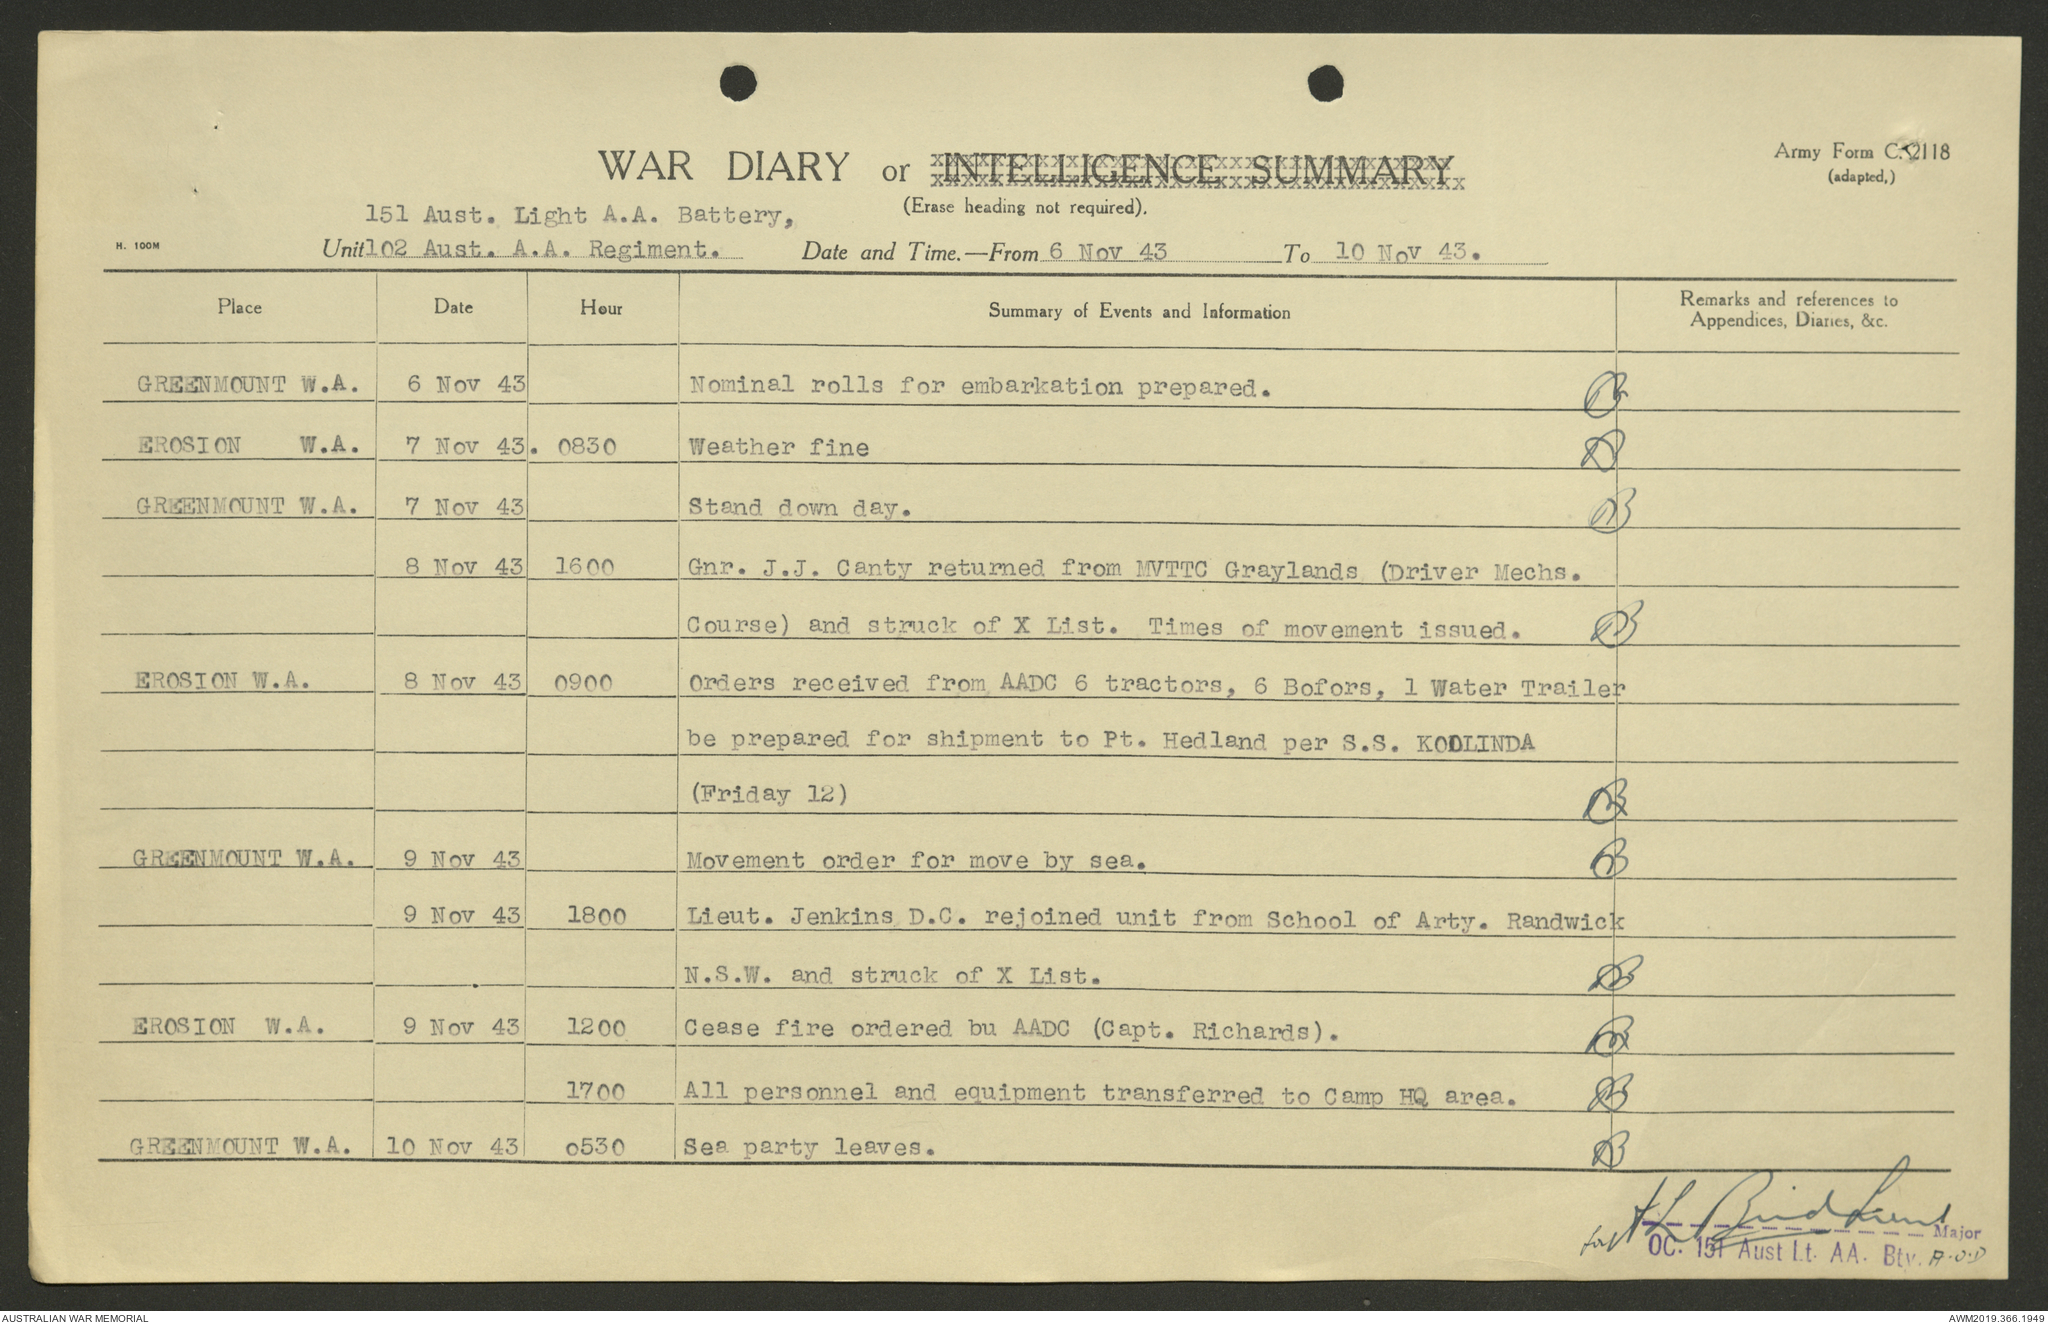 WAR DIARY or INTELLIGENCE SUMMARY
Army Form C.2118
(adapted,)
(Erase heading not required).
151 Aust. Light A.A. Battery,
H. 100M
Unit 102 Aust. A.A. Regiment. Date and Time.—From 6 Nov 43 To 10 Nov 43.
Place Date Hour Summary of Events and Information Remarks and references to
Appendices, Diaries, &c.
GREENMOUNT W.A. 6 Nov 43 Nominal rolls for embarkation prepared.
EROSION W.A. 7 Nov 43. 0830 Weather fine
GREENMOUNT W.A. 7 Nov 43 Stand down day.
8 Nov 43 1600 Gnr. J.J. Canty returned from MVTTC Graylands (Driver Mechs.
Course) and struck of X List. Times of movement issued.
EROSION W.A. 8 Nov 43 0900 Orders received from AADC 6 tractors, 6 Bofors, 1 Water Trailer
be prepared for shipment to Pt. Hedland per S.S. KOOLINDA
(Friday 12)
GREENMOUNT W.A. 9 Nov 43 Movement order for move by sea.
9 Nov 43 1800 Lieut. Jenkins D.C. rejoined unit from School of Arty. Randwick
N.S.W. and struck of X List.
EROSION W.A. 9 Nov 43 1200 Cease fire ordered bu AADC (Capt. Richards).
1700 All personnel and equipment transferred to Camp HQ area.
GREENMOUNT W.A. 10 Nov 43 0530 Sea party leaves.
for Lieut Major
OC. 151 Aust Lt. AA. Bty.
AUSTRALIAN WAR MEMORIAL
AWM2019.366.1949